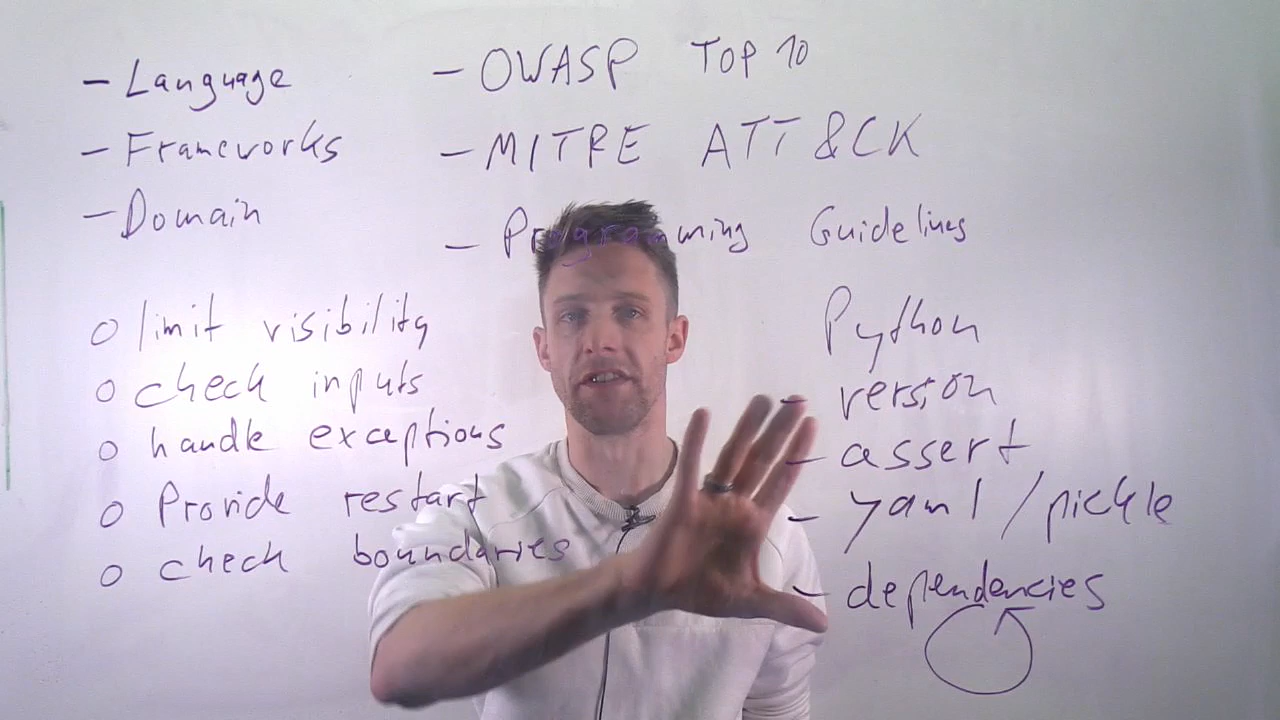 - Language
- Frameworks
- Domain
- OWASP TOP 10
- MITRE ATT&CK
- Programming Guidelines
o limit visibility
o check inputs
o handle exceptions
o Provide restart
o check boundaries
Python
- version
- assert
- yaml/pickle
- dependencies